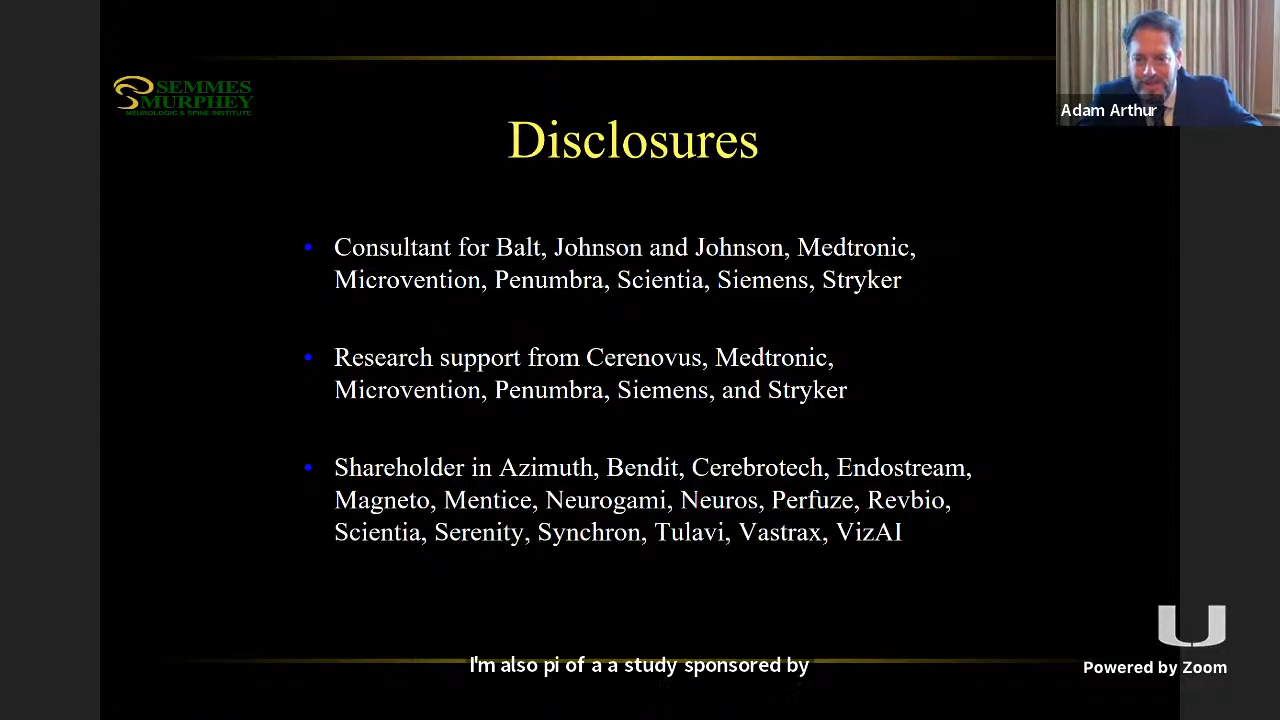 SEMMES
MURPHEY
NEUROLOGIC & SPINE INSTITUTE
Adam Arthur
Disclosures
• Consultant for Balt, Johnson and Johnson, Medtronic,
Microvention, Penumbra, Scientia, Siemens, Stryker
• Research support from Cerenovus, Medtronic,
Microvention, Penumbra, Siemens, and Stryker
• Shareholder in Azimuth, Bendit, Cerebrotech, Endostream,
Magneto, Mentice, Neurogami, Neuros, Perfuze, Revbio,
Scientia, Serenity, Synchron, Tulavi, Vastrax, VizAI
I'm also pi of a a study sponsored by
U
Powered by Zoom